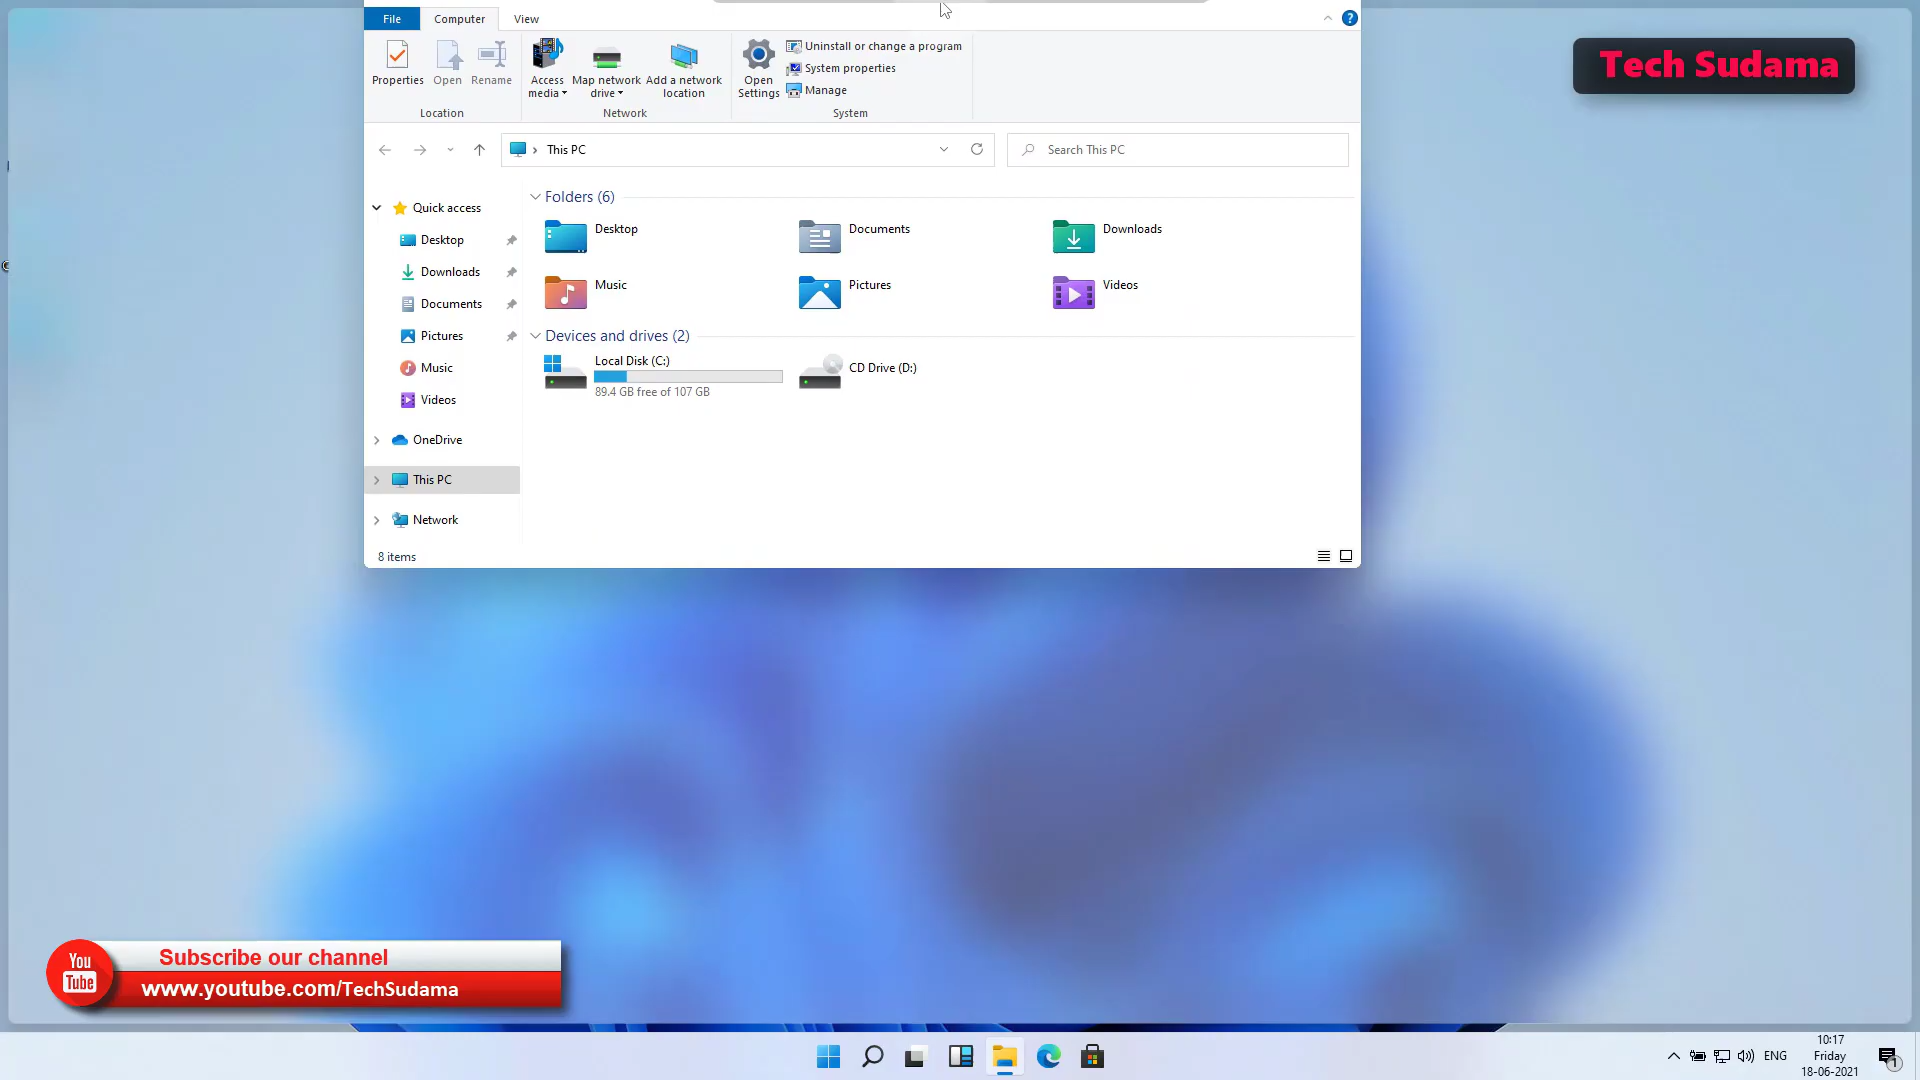 File
Computer
View
Tech Sudama
Properties
Open
Rename
Access media
Map network drive
Add a network location
Open Settings
Uninstall or change a program
System properties
Manage
Location
Network
System
This PC
Search This PC
Quick access
Desktop
Downloads
Documents
Pictures
Music
Videos
OneDrive
This PC
Network
Folders (6)
Desktop
Documents
Downloads
Music
Pictures
Videos
Devices and drives (2)
Local Disk (C:)
89.4 GB free of 107 GB
CD Drive (D:)
8 items
You
Tube
Subscribe our channel
www.youtube.com/TechSudama
ENG
10:17
Friday
18-06-2021
1